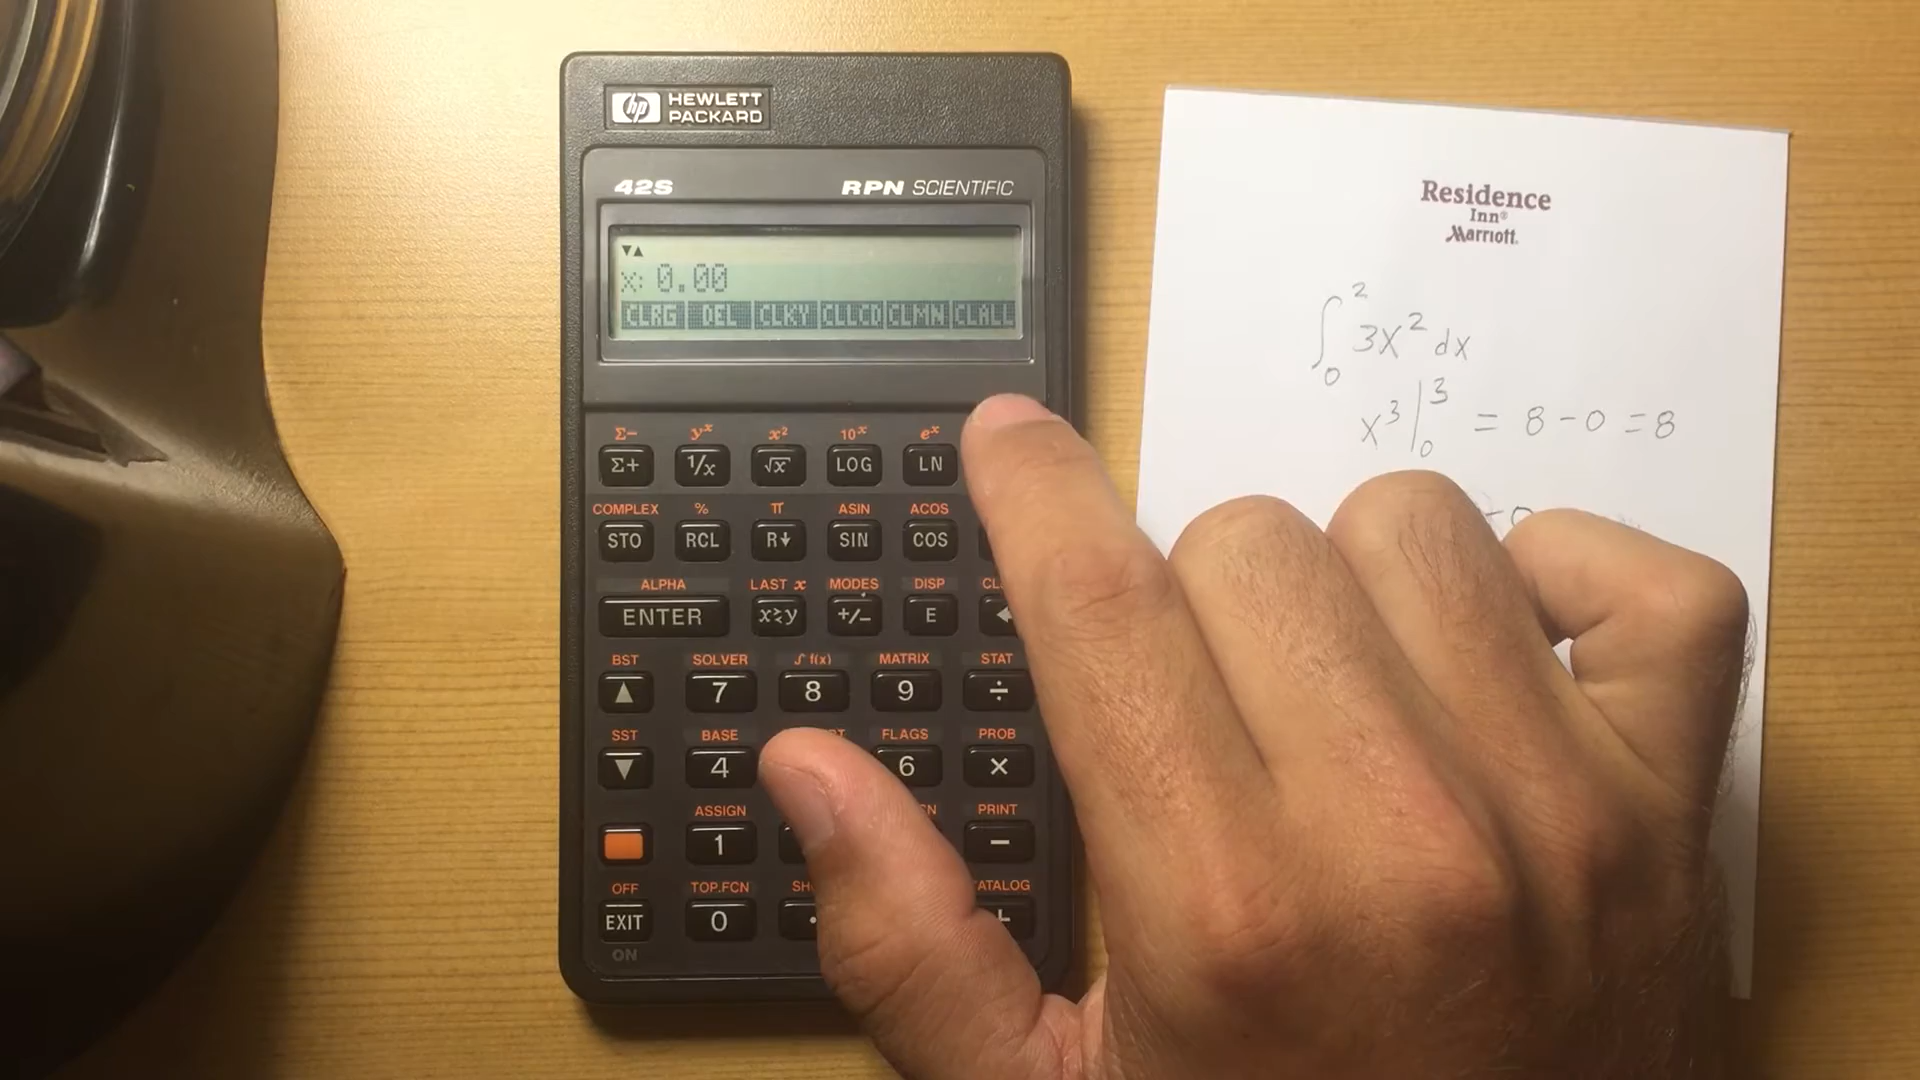 hp HEWLETT
PACKARD
42S RPN SCIENTIFIC
▼▲
x: 0.00
CLRG DEL CLKY CLLCD CLMN CLALL
Σ− yˣ x² 10ˣ eˣ
Σ+ 1/x √x LOG LN
COMPLEX % π ASIN ACOS
STO RCL R↓ SIN COS
ALPHA LAST x MODES DISP
ENTER x≷y +/− E
BST SOLVER ∫f(x) MATRIX STAT
▲ 7 8 9 ÷
SST BASE FLAGS PROB
▼ 4 6 ×
ASSIGN PRINT
1 −
OFF TOP.FCN
EXIT 0 · +
ON
Residence
Inn®
Marriott.
∫₀² 3x² dx
x³|₀³ = 8 − 0 = 8